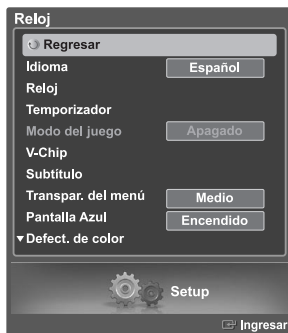 Reloj
Regresar
Idioma Español
Reloj
Temporizador
Modo del juego Apagado
V-Chip
Subtitulo
Transpar. del menú Medio
Pantalla Azul Encendido
▼Defect. de color
Setup
Ingresar